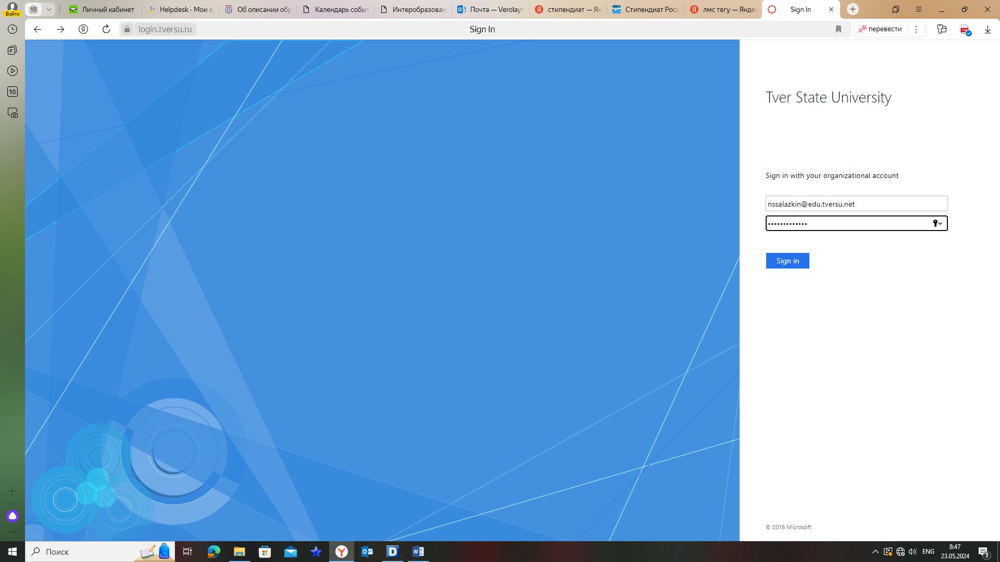 10
Личный кабинет
Helpdesk - Мои а
Об описании обр
Календарь событ
Интеробразован
Почта — Verolayn
стипендиат — Ян
Стипендиат Росс
лмс твгу — Яндек
Sign In
Войти
login.tversu.ru
Sign In
перевести
10
Tver State University
Sign in with your organizational account
nssalazkin@edu.tversu.net
•••••••••••••
Sign in
© 2016 Microsoft
Поиск
ENG
8:47
23.05.2024
3